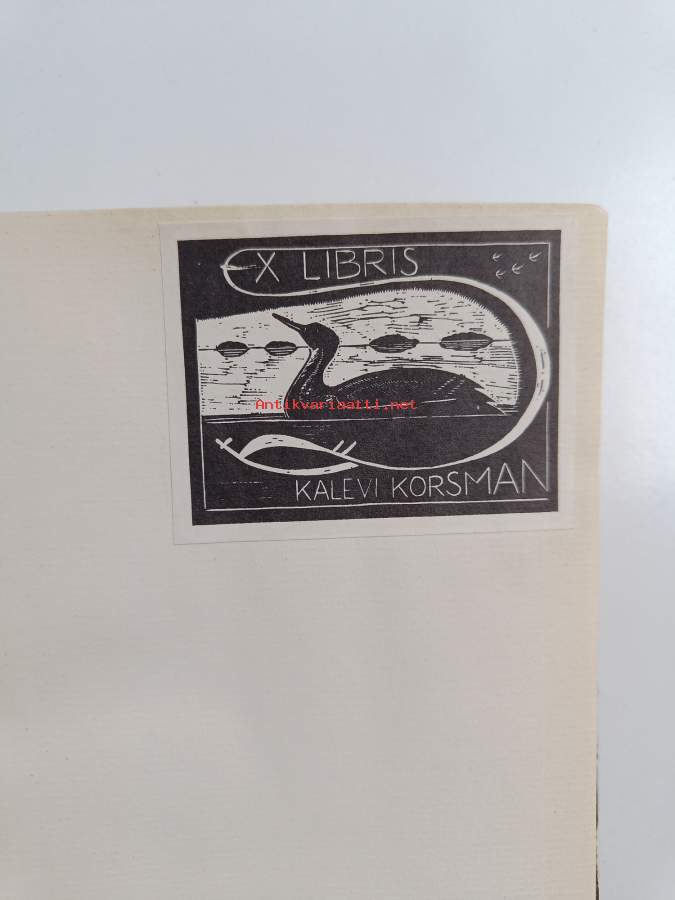 EX LIBRIS
Antikvariaatti.net
KALEVI KORSMAN